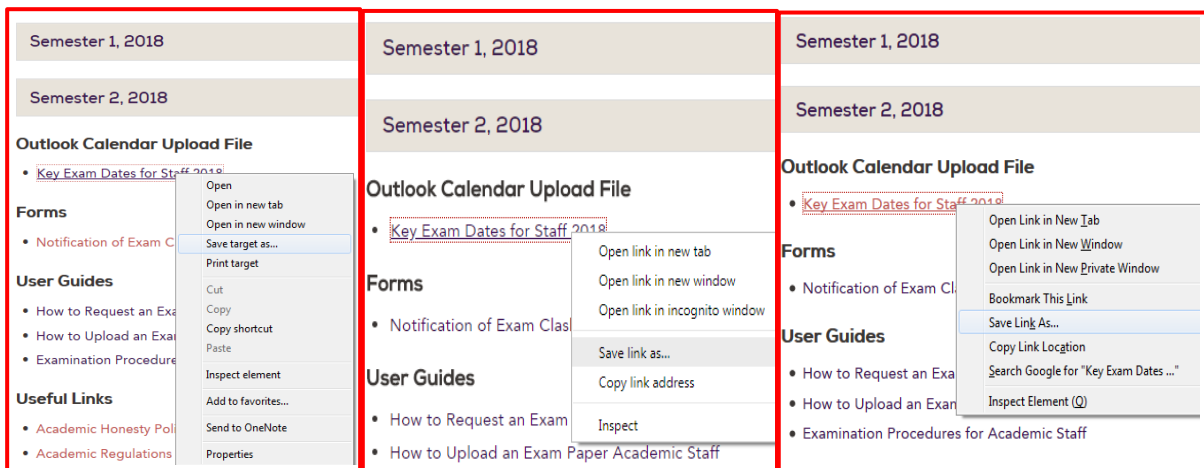 Semester 1, 2018
Semester 2, 2018
Outlook Calendar Upload File
• Key Exam Dates for Staff 2018
Forms
• Notification of Exam C
User Guides
• How to Request an Exa
• How to Upload an Exa
• Examination Procedure
Useful Links
• Academic Honesty Poli
• Academic Regulations
Open
Open in new tab
Open in new window
Save target as...
Print target
Cut
Copy
Copy shortcut
Paste
Inspect element
Add to favorites...
Send to OneNote
Properties
Semester 1, 2018
Semester 2, 2018
Outlook Calendar Upload File
• Key Exam Dates for Staff 2018
Forms
• Notification of Exam Clas
User Guides
• How to Request an Exam
• How to Upload an Exam Paper Academic Staff
Open link in new tab
Open link in new window
Open link in incognito window
Save link as...
Copy link address
Inspect
Semester 1, 2018
Semester 2, 2018
Outlook Calendar Upload File
• Key Exam Dates for Staff 2018
Forms
• Notification of Exam Cl
User Guides
• How to Request an Exa
• How to Upload an Exam
• Examination Procedures for Academic Staff
Open Link in New Tab
Open Link in New Window
Open Link in New Private Window
Bookmark This Link
Save Link As...
Copy Link Location
Search Google for "Key Exam Dates ..."
Inspect Element (Q)